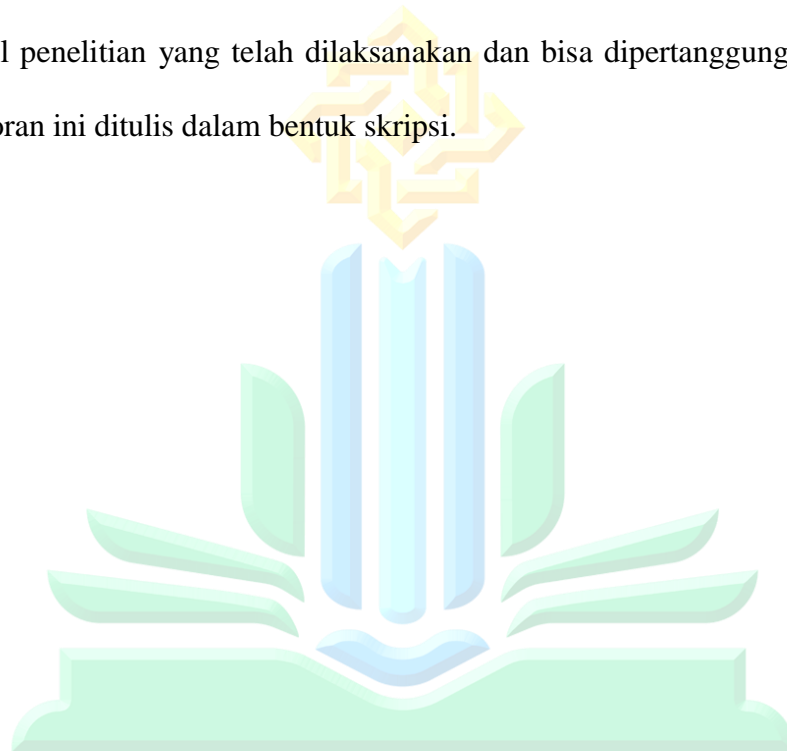 l penelitian yang telah dilaksanakan dan bisa dipertanggung
oran ini ditulis dalam bentuk skripsi.